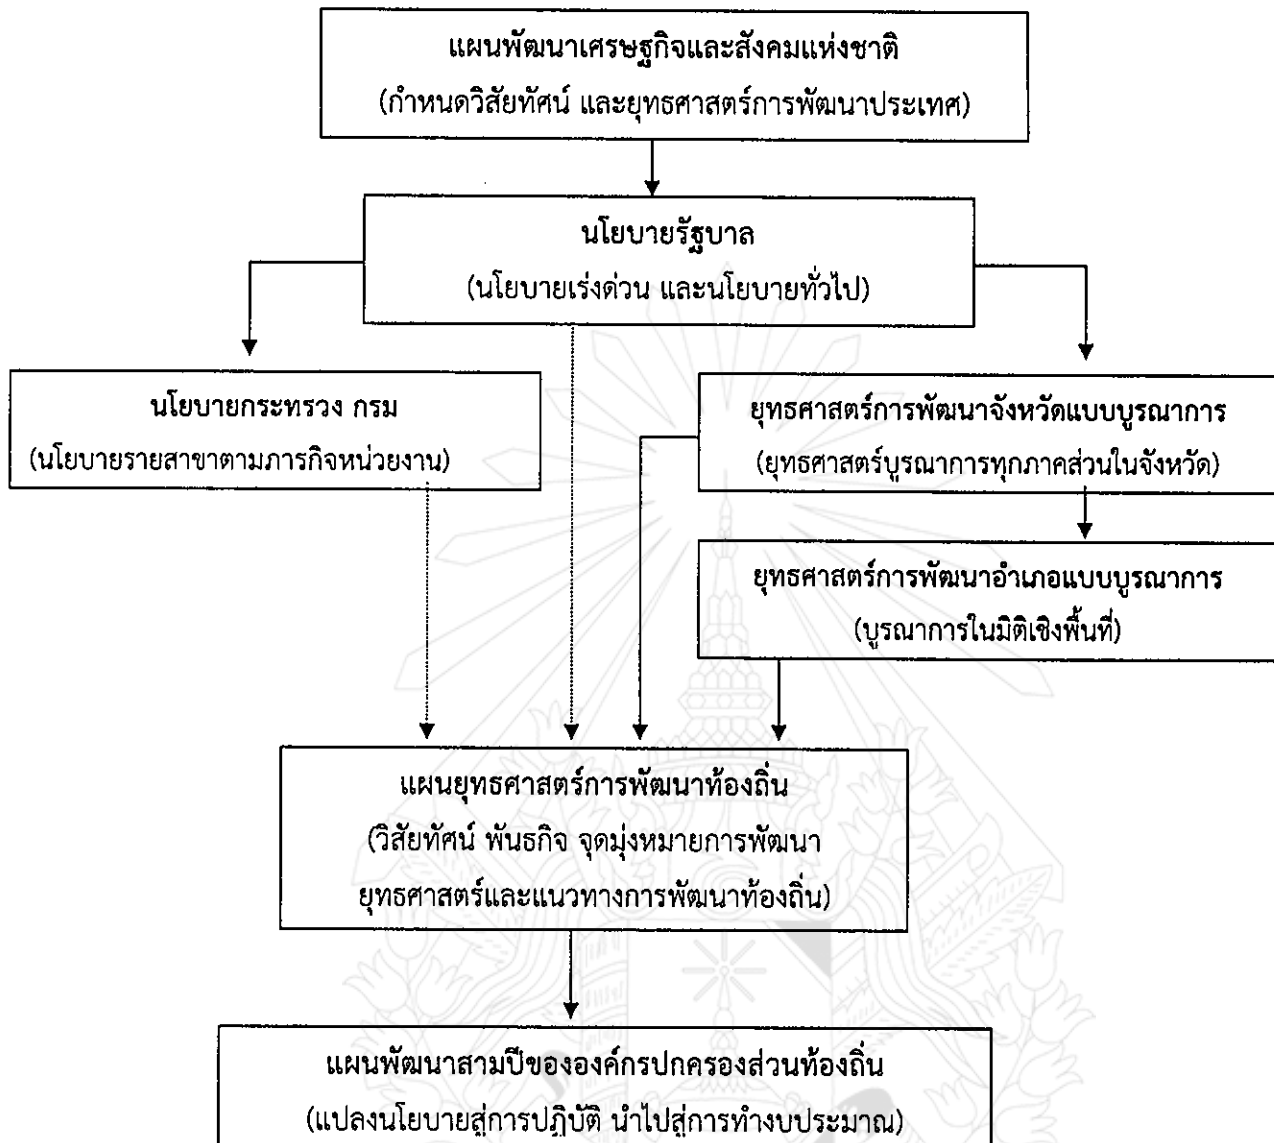 แผนพัฒนาเศรษฐกิจและสังคมแห่งชาติ
(กำหนดวิสัยทัศน์ และยุทธศาสตร์การพัฒนาประเทศ)
นโยบายรัฐบาล
(นโยบายเร่งด่วน และนโยบายทั่วไป)
นโยบายกระทรวง กรม
(นโยบายรายสาขาตามภารกิจหน่วยงาน)
ยุทธศาสตร์การพัฒนาจังหวัดแบบบูรณาการ
(ยุทธศาสตร์บูรณาการทุกภาคส่วนในจังหวัด)
ยุทธศาสตร์การพัฒนาอำเภอแบบบูรณาการ
(บูรณาการในมิติเชิงพื้นที่)
แผนยุทธศาสตร์การพัฒนาท้องถิ่น
(วิสัยทัศน์ พันธกิจ จุดมุ่งหมายการพัฒนา
ยุทธศาสตร์และแนวทางการพัฒนาท้องถิ่น)
แผนพัฒนาสามปีขององค์กรปกครองส่วนท้องถิ่น
(แปลงนโยบายสู่การปฏิบัติ นำไปสู่การทำงบประมาณ)